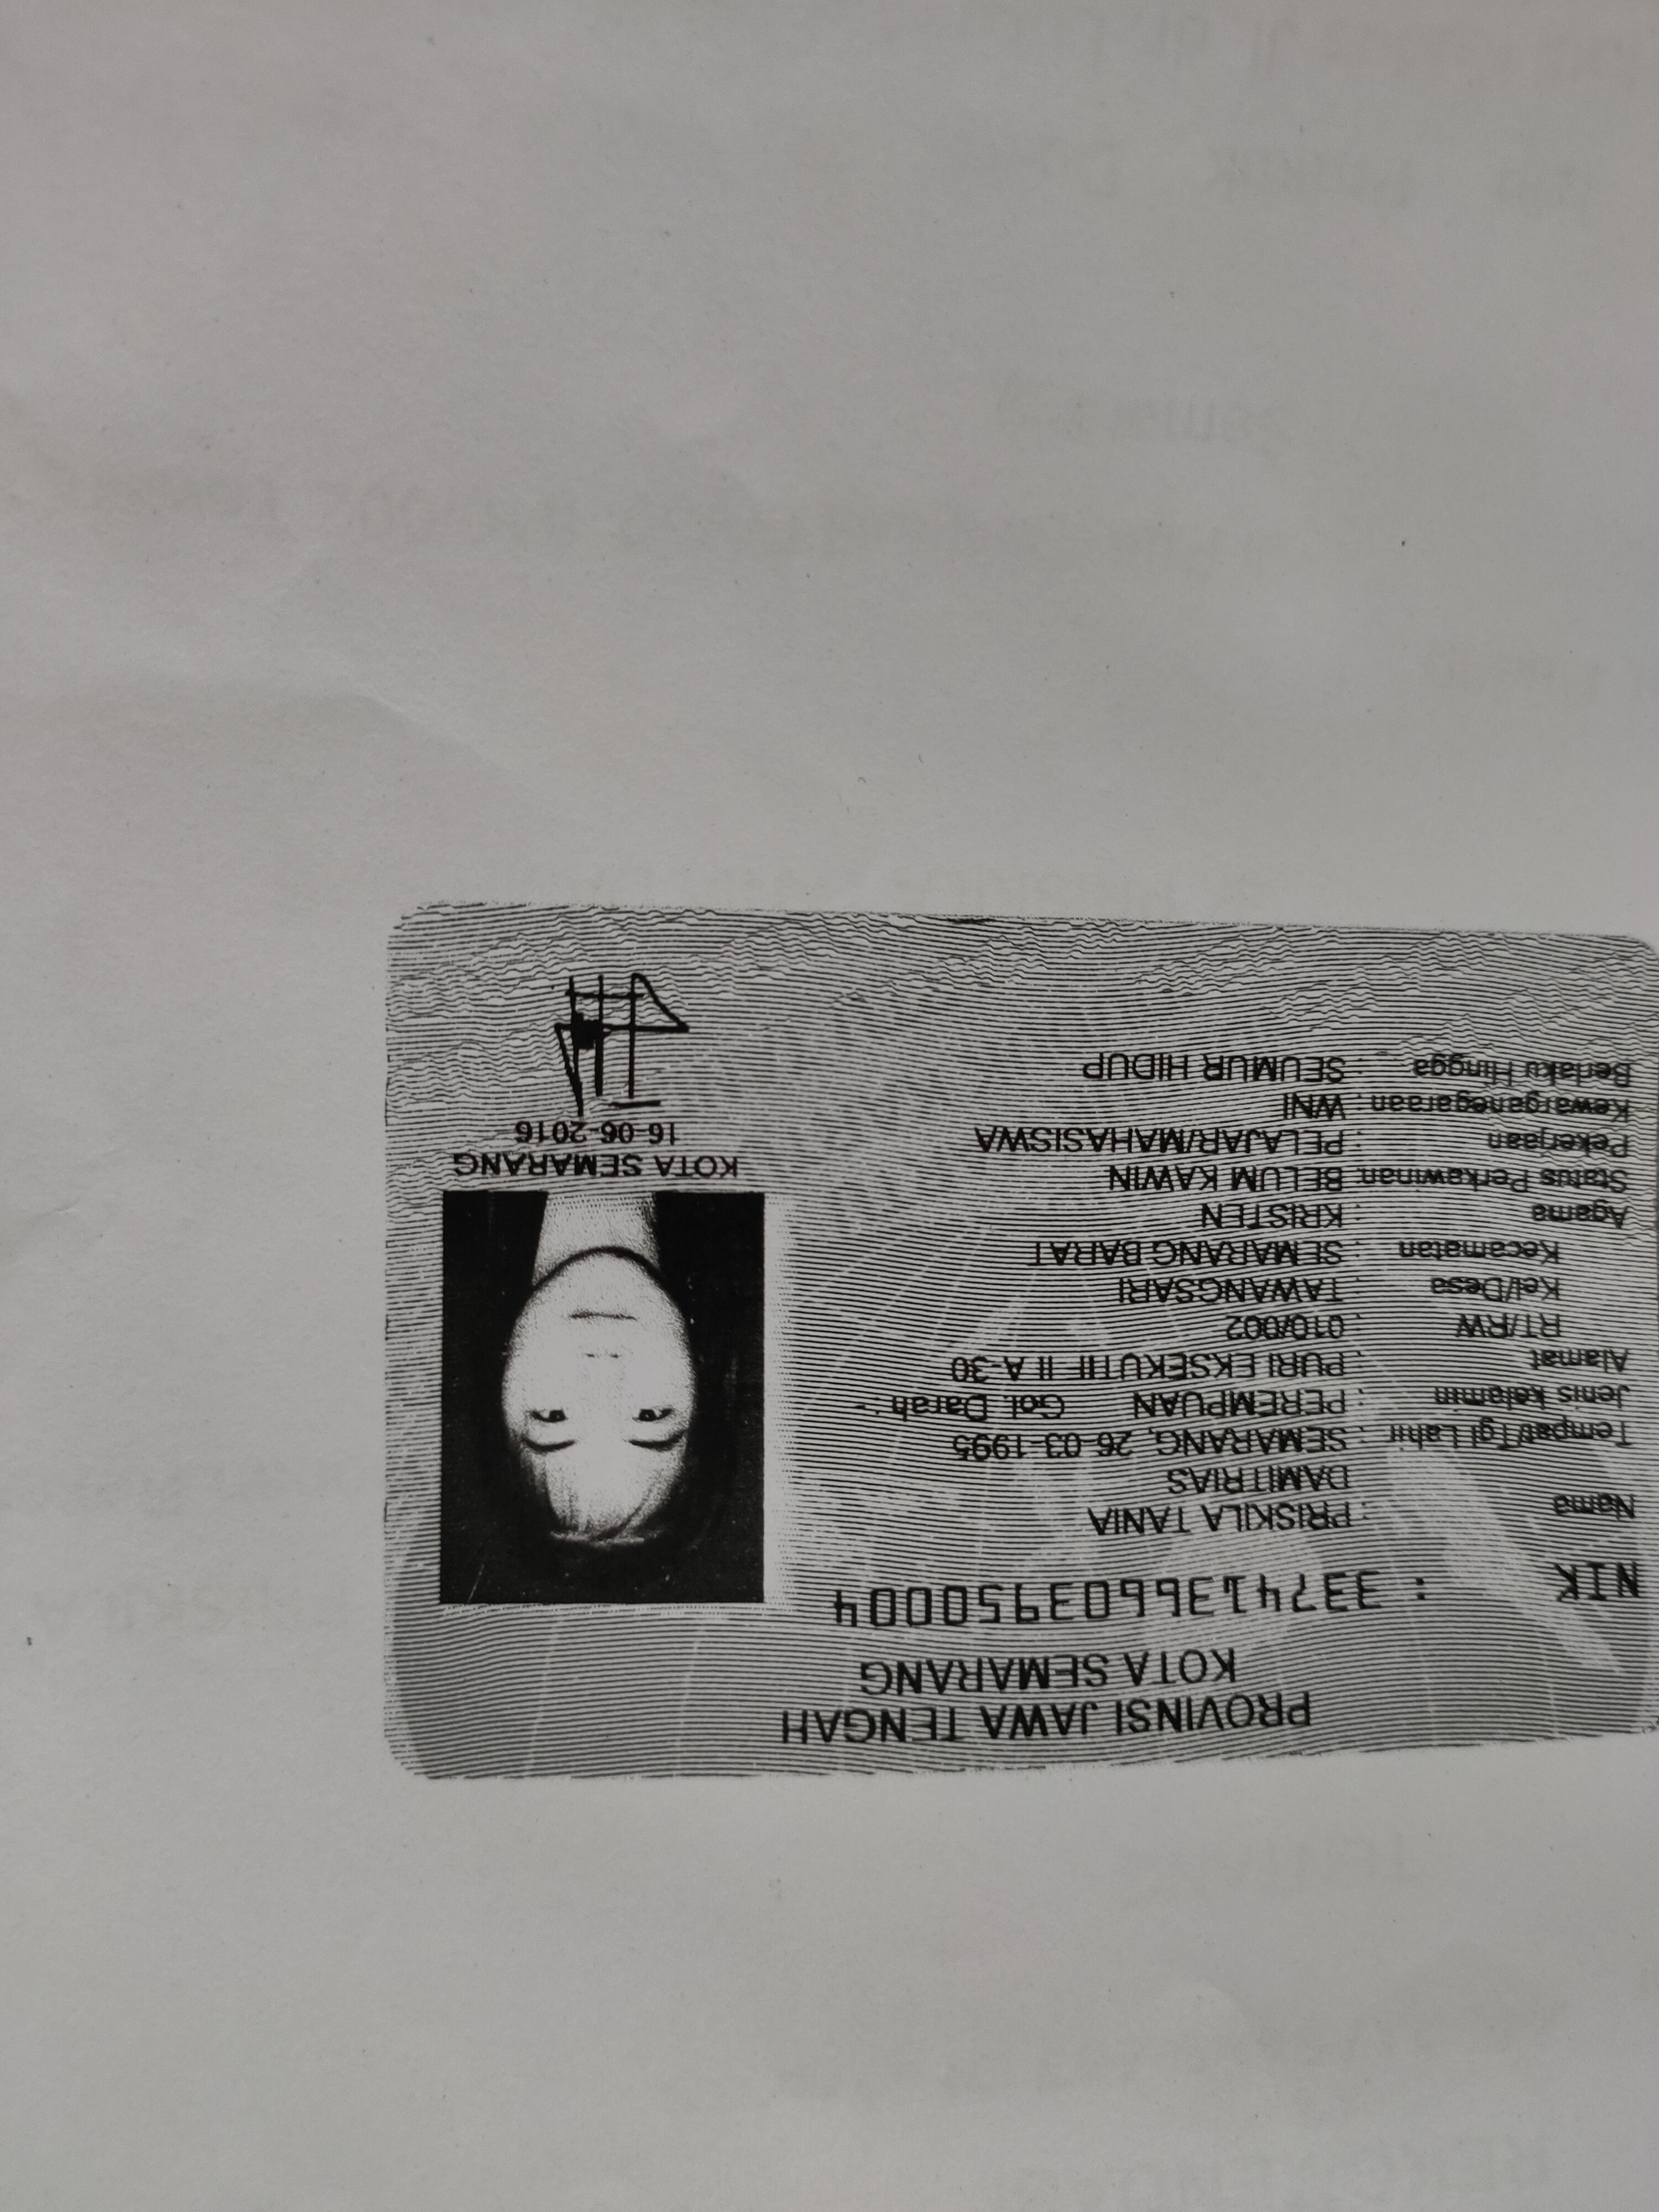 PROVINSI JAWA TENGAH
KOTA SEMARANG
NIK : 3374136603950004
Nama : PRISKILA TANIA
DAMITRIAS
Tempat/Tgl Lahir : SEMARANG, 26-03-1995
Jenis kelamin : PEREMPUAN Gol. Darah : -
Alamat : PURI EKSEKUTIF II A-30
RT/RW : 010/002
Kel/Desa : TAWANGSARI
Kecamatan : SEMARANG BARAT
Agama : KRISTEN
Status Perkawinan: BELUM KAWIN
Pekerjaan : PELAJAR/MAHASISWA
Kewarganegaraan : WNI
Berlaku Hingga : SEUMUR HIDUP
KOTA SEMARANG
16-06-2016